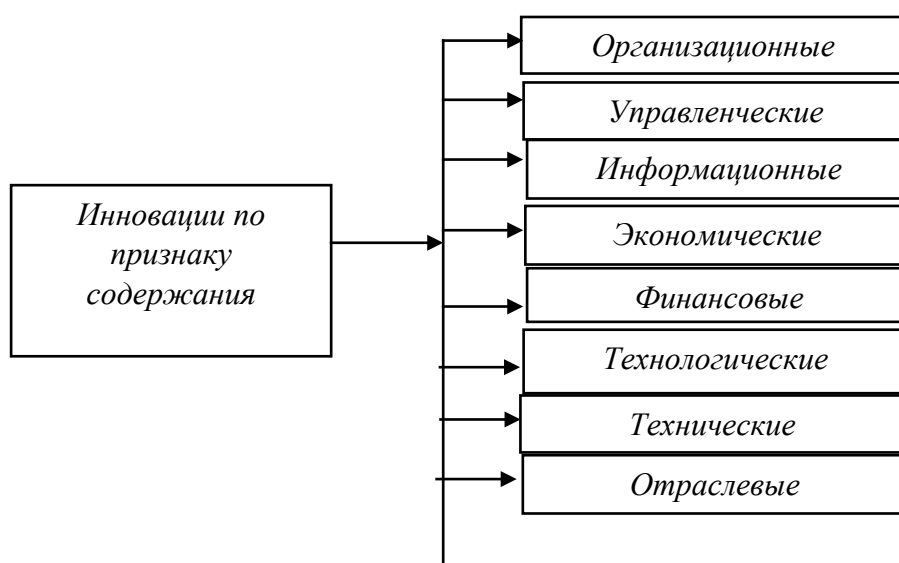 Инновации по
признаку
содержания
Организационные
Управленческие
Информационные
Экономические
Финансовые
Технологические
Технические
Отраслевые